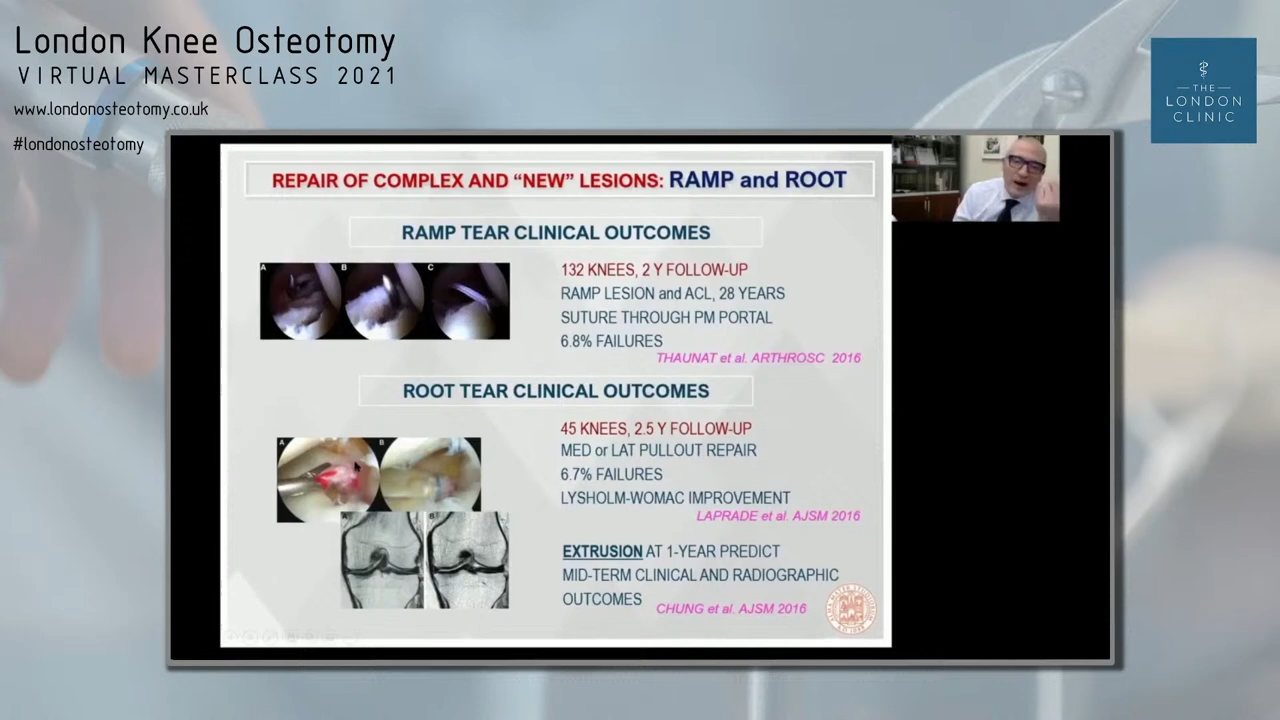 London Knee Osteotomy
VIRTUAL MASTERCLASS 2021
www.londonosteotomy.co.uk
#londonosteotomy
THE
LONDON
CLINIC
REPAIR OF COMPLEX AND “NEW” LESIONS: RAMP and ROOT
RAMP TEAR CLINICAL OUTCOMES
A B C
132 KNEES, 2 Y FOLLOW-UP
RAMP LESION and ACL, 28 YEARS
SUTURE THROUGH PM PORTAL
6.8% FAILURES
THAUNAT et al. ARTHROSC 2016
ROOT TEAR CLINICAL OUTCOMES
A B
45 KNEES, 2.5 Y FOLLOW-UP
MED or LAT PULLOUT REPAIR
6.7% FAILURES
LYSHOLM-WOMAC IMPROVEMENT
LAPRADE et al. AJSM 2016
A B
EXTRUSION AT 1-YEAR PREDICT
MID-TERM CLINICAL AND RADIOGRAPHIC
OUTCOMES
CHUNG et al. AJSM 2016